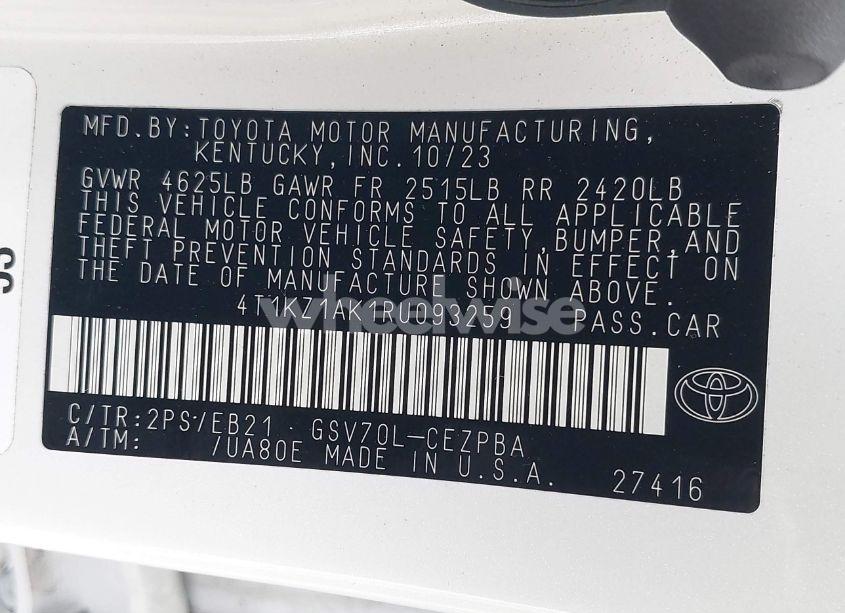 MFD.BY:TOYOTA MOTOR MANUFACTURING,
KENTUCKY,INC.10/23
GVWR 4625LB GAWR FR 2515LB RR 2420LB
THIS VEHICLE CONFORMS TO ALL APPLICABLE
FEDERAL MOTOR VEHICLE SAFETY,BUMPER,AND
THEFT PREVENTION STANDARDS IN EFFECT ON
THE DATE OF MANUFACTURE SHOWN ABOVE.
4T1KZ1AK1RU093259 PASS.CAR
wheelwise
C/TR:2PS/EB21 GSV70L-CEZPBA
A/TM: /UA80E MADE IN U.S.A.
27416